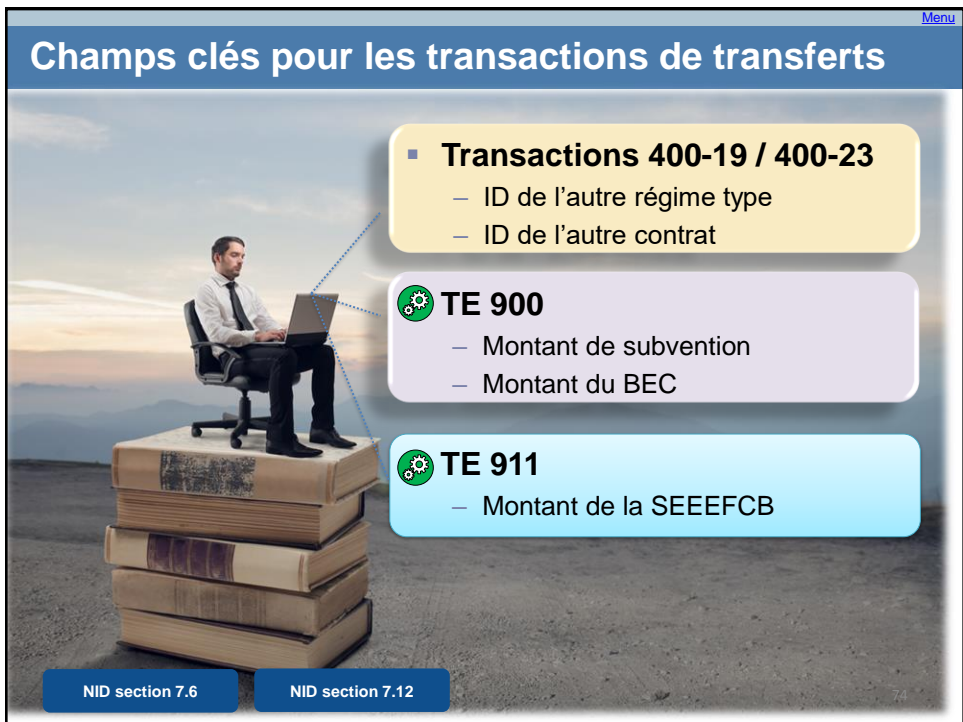 Menu
Champs clés pour les transactions de transferts
▪ Transactions 400-19 / 400-23
– ID de l’autre régime type
– ID de l’autre contrat
TE 900
– Montant de subvention
– Montant du BEC
TE 911
– Montant de la SEEEFCB
NID section 7.6
NID section 7.12
74